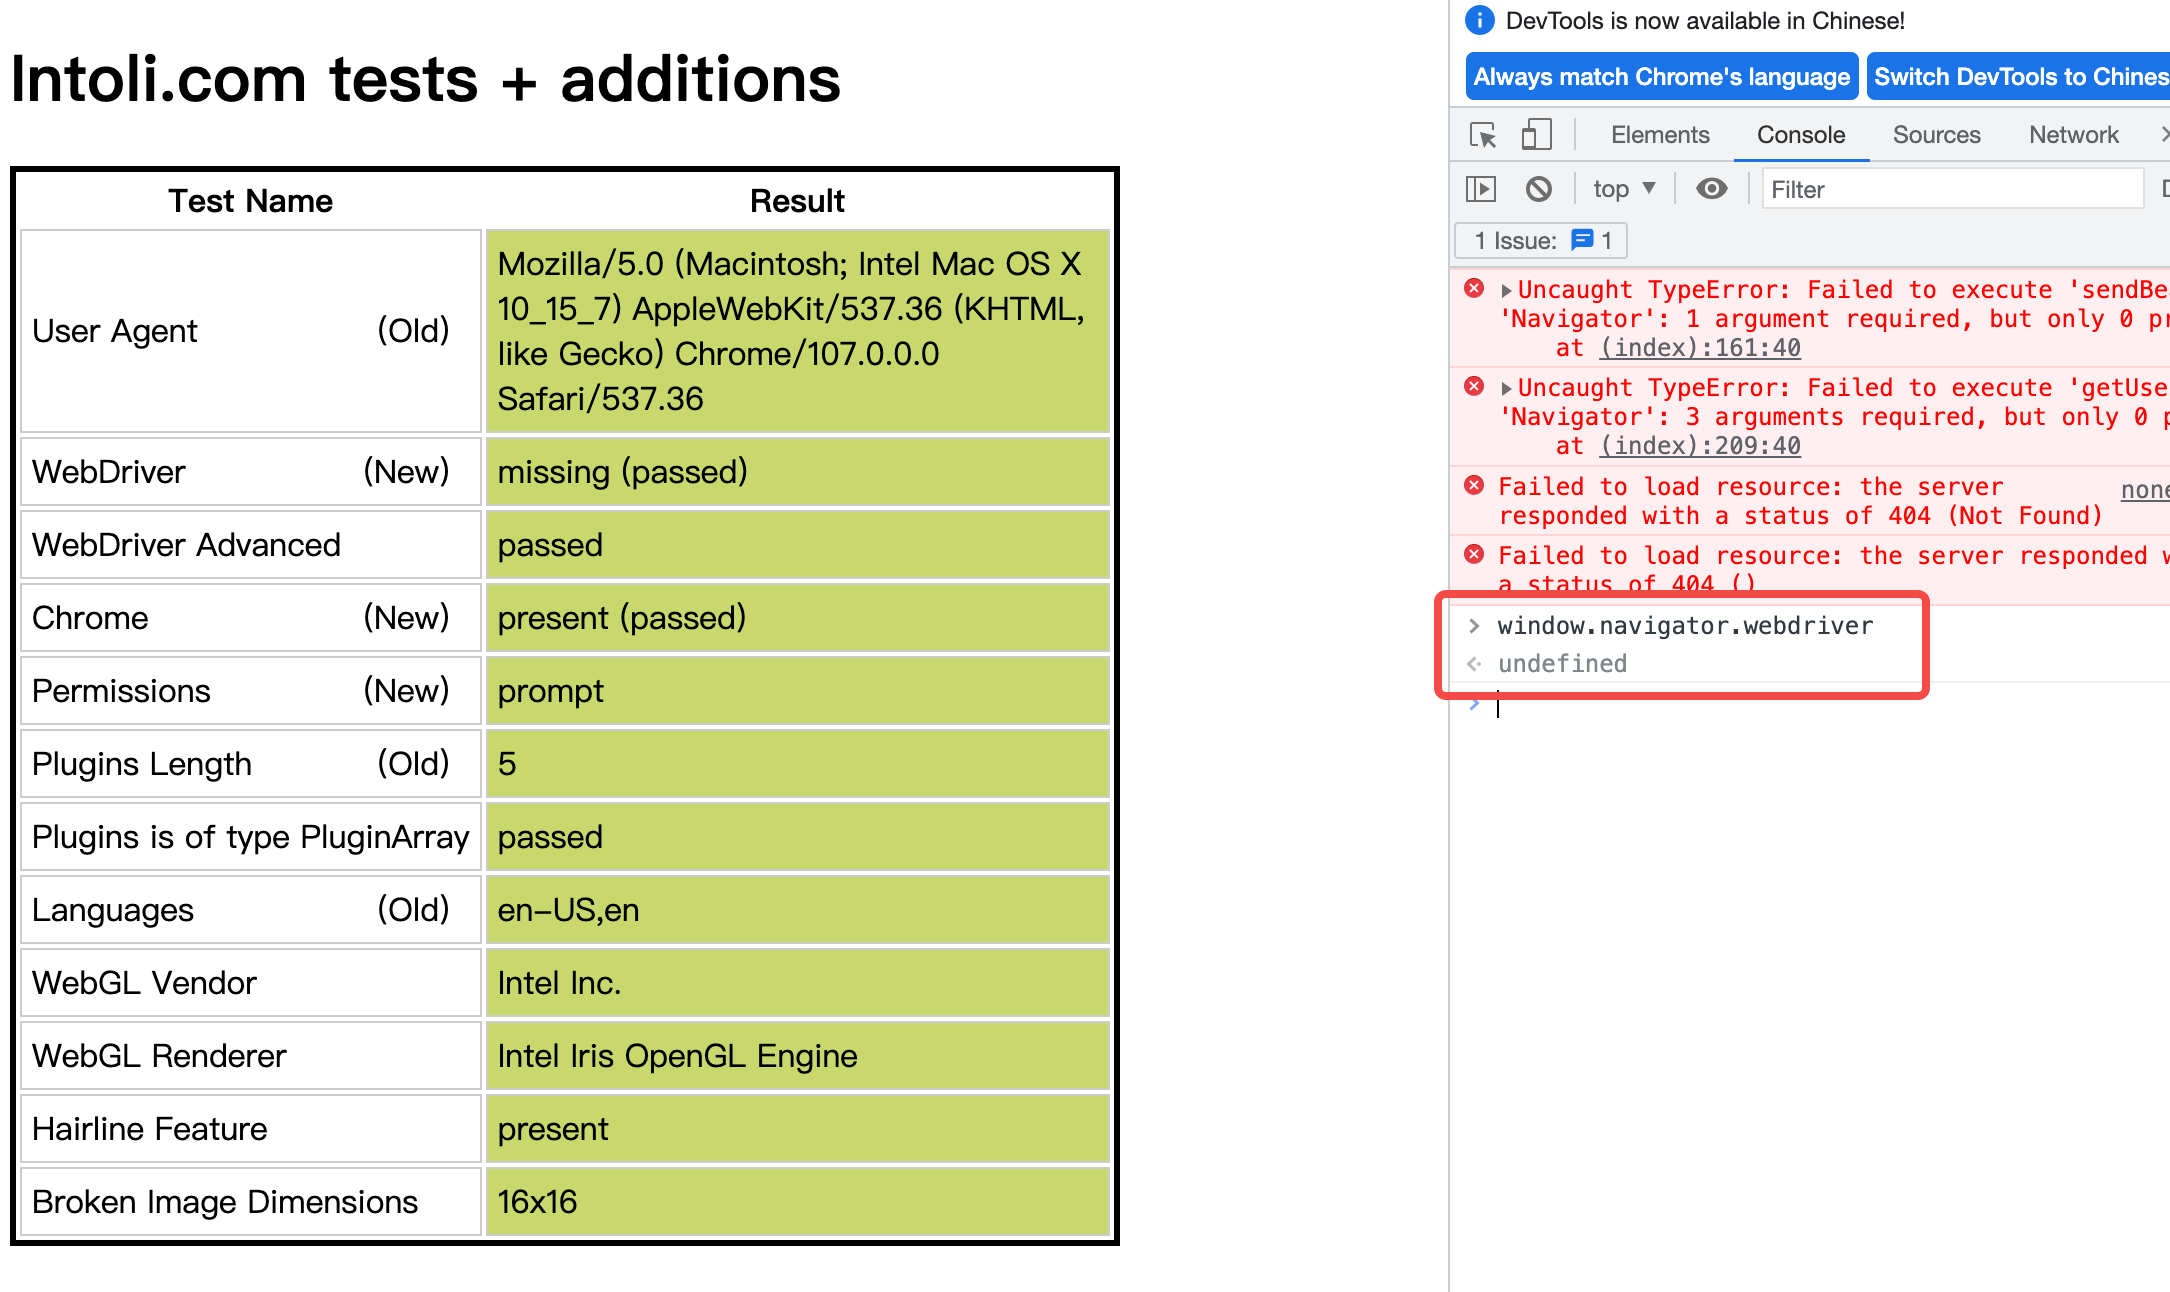 Intoli.com tests + additions
Test Name Result
User Agent (Old) Mozilla/5.0 (Macintosh; Intel Mac OS X
10_15_7) AppleWebKit/537.36 (KHTML,
like Gecko) Chrome/107.0.0.0
Safari/537.36
WebDriver (New) missing (passed)
WebDriver Advanced passed
Chrome (New) present (passed)
Permissions (New) prompt
Plugins Length (Old) 5
Plugins is of type PluginArray passed
Languages (Old) en-US,en
WebGL Vendor Intel Inc.
WebGL Renderer Intel Iris OpenGL Engine
Hairline Feature present
Broken Image Dimensions 16x16
DevTools is now available in Chinese!
Always match Chrome's language Switch DevTools to Chines
Elements Console Sources Network
top Filter
1 Issue: 1
Uncaught TypeError: Failed to execute 'sendBe
'Navigator': 1 argument required, but only 0 pr
at (index):161:40
Uncaught TypeError: Failed to execute 'getUse
'Navigator': 3 arguments required, but only 0 p
at (index):209:40
Failed to load resource: the server none
responded with a status of 404 (Not Found)
Failed to load resource: the server responded w
a status of 404 ()
> window.navigator.webdriver
undefined
>